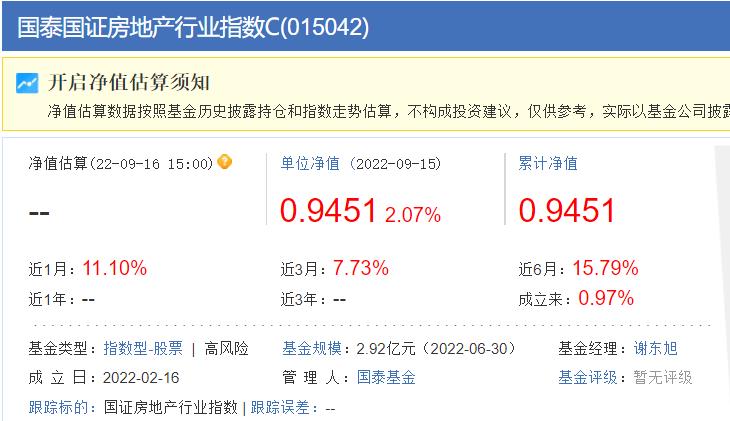 国泰国证房地产行业指数C(015042)
开启净值估算须知
净值估算数据按照基金历史披露持仓和指数走势估算，不构成投资建议，仅供参考，实际以基金公司披露
净值估算(22-09-16 15:00) 单位净值 (2022-09-15) 累计净值
-- 0.9451 2.07% 0.9451
近1月：11.10% 近3月：7.73% 近6月：15.79%
近1年：-- 近3年：-- 成立来：0.97%
基金类型：指数型-股票 | 高风险 基金规模：2.92亿元（2022-06-30） 基金经理：谢东旭
成 立 日：2022-02-16 管 理 人：国泰基金 基金评级：暂无评级
跟踪标的：国证房地产行业指数 | 跟踪误差：--